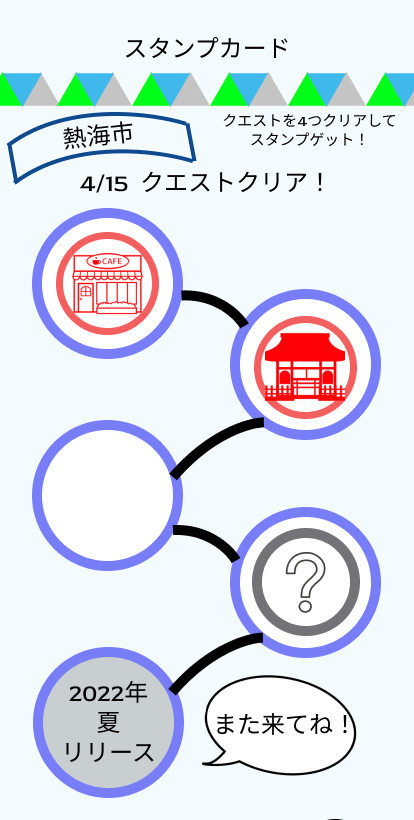 スタンプカード
クエストを4つクリアして
スタンプゲット！
熱海市
4/15 クエストクリア！
CAFE
?
2022年
夏
リリース
また来てね！